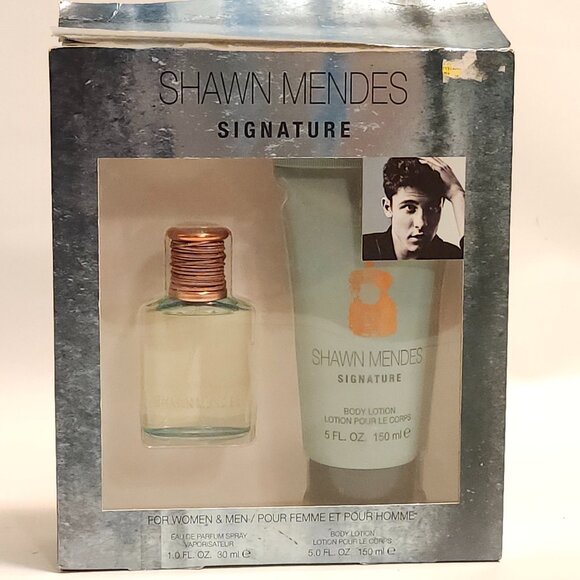 SHAWN MENDES
SIGNATURE
SHAWN MENDES
SHAWN MENDES
SIGNATURE
BODY LOTION
LOTION POUR LE CORPS
5 FL. OZ. 150 ml e
FOR WOMEN & MEN / POUR FEMME ET POUR HOMME
EAU DE PARFUM SPRAY
VAPORISATEUR
1.0 FL. OZ. 30 ml e
BODY LOTION
LOTION POUR LE CORPS
5.0 FL. OZ. 150 ml e